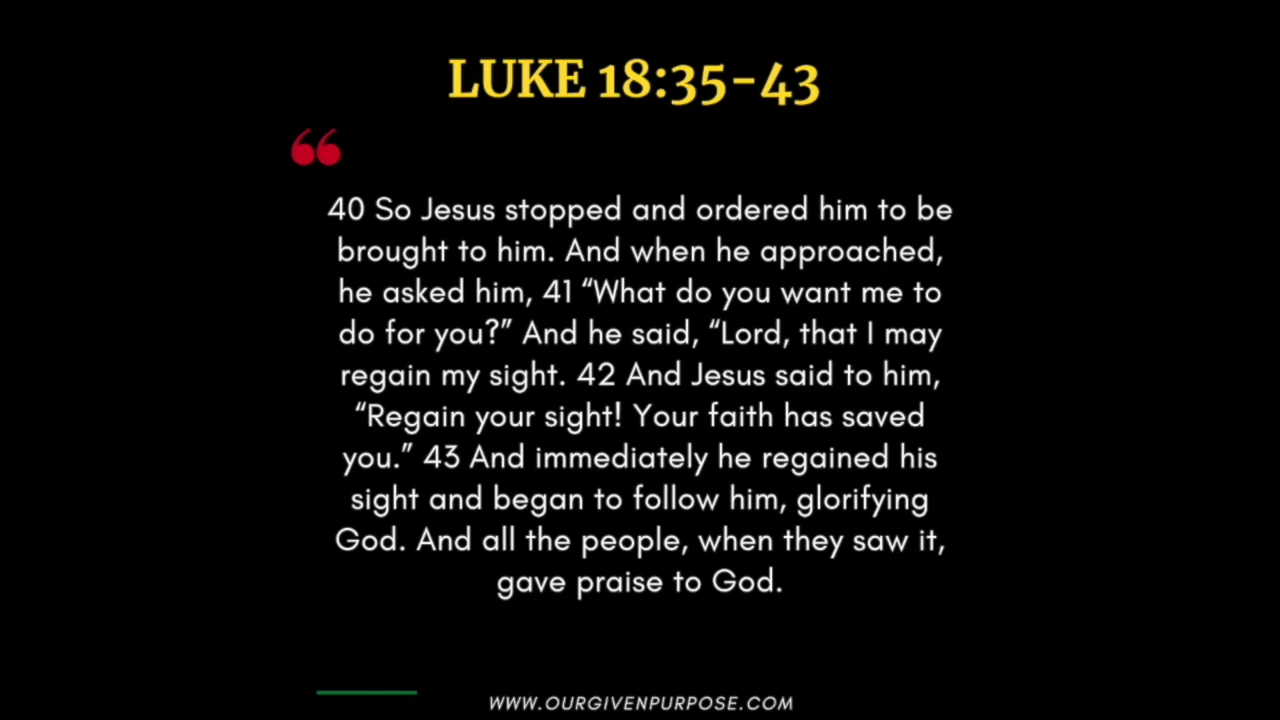 LUKE 18:35-43
“
40 So Jesus stopped and ordered him to be
brought to him. And when he approached,
he asked him, 41 “What do you want me to
do for you?” And he said, “Lord, that I may
regain my sight. 42 And Jesus said to him,
“Regain your sight! Your faith has saved
you.” 43 And immediately he regained his
sight and began to follow him, glorifying
God. And all the people, when they saw it,
gave praise to God.
WWW.OURGIVENPURPOSE.COM